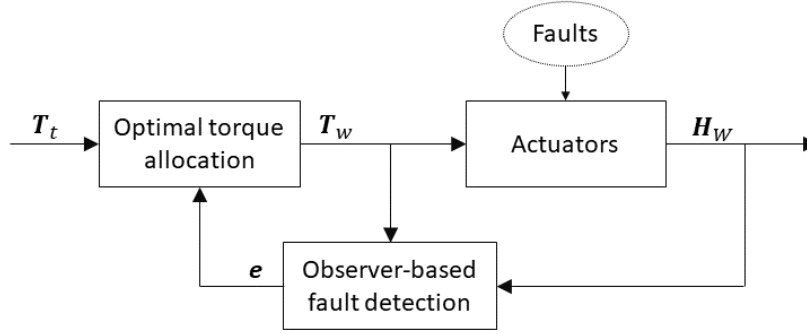 Faults
T_t
Optimal torque
allocation
T_w
Actuators
H_W
e
Observer-based
fault detection